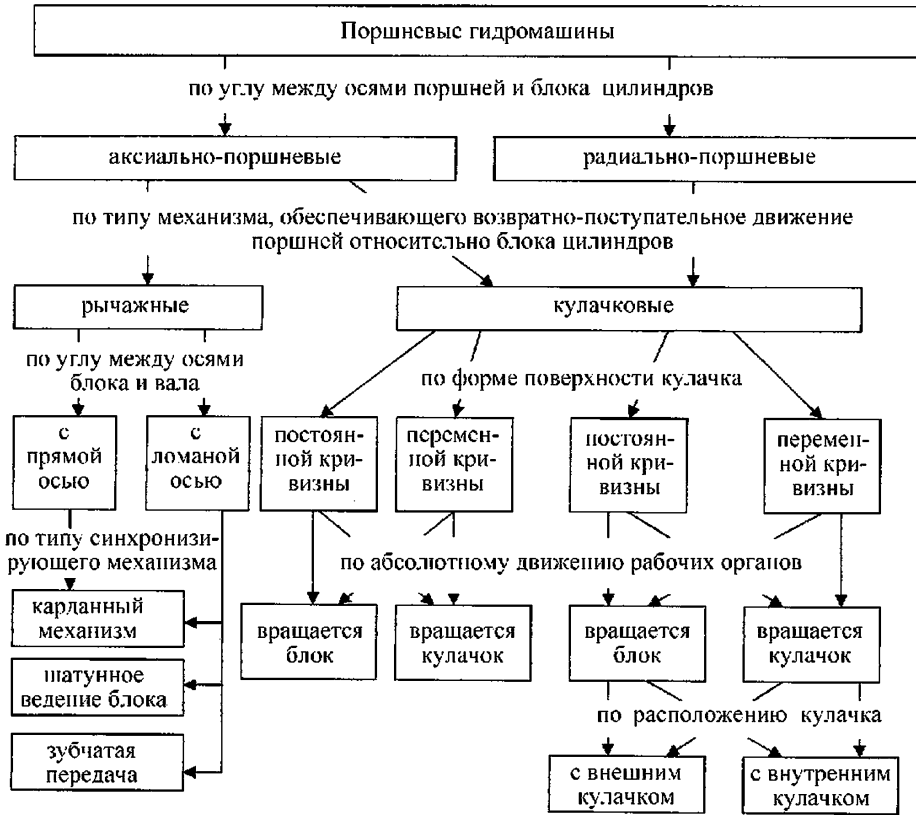 Поршневые гидромашины
по углу между осями поршней и блока цилиндров
аксиально-поршневые
радиально-поршневые
по типу механизма, обеспечивающего возвратно-поступательное движение
поршней относительно блока цилиндров
рычажные
кулачковые
по углу между осями
блока и вала
по форме поверхности кулачка
с
прямой
осью
с
ломаной
осью
постоян-
ной кри-
визны
перемен-
ной кри-
визны
постоян-
ной кри-
визны
перемен-
ной кри-
визны
по типу синхронизи-
рующего механизма
по абсолютному движению рабочих органов
карданный
механизм
шатунное
ведение блока
зубчатая
передача
вращается
блок
вращается
кулачок
вращается
блок
вращается
кулачок
по расположению кулачка
с внешним
кулачком
с внутренним
кулачком